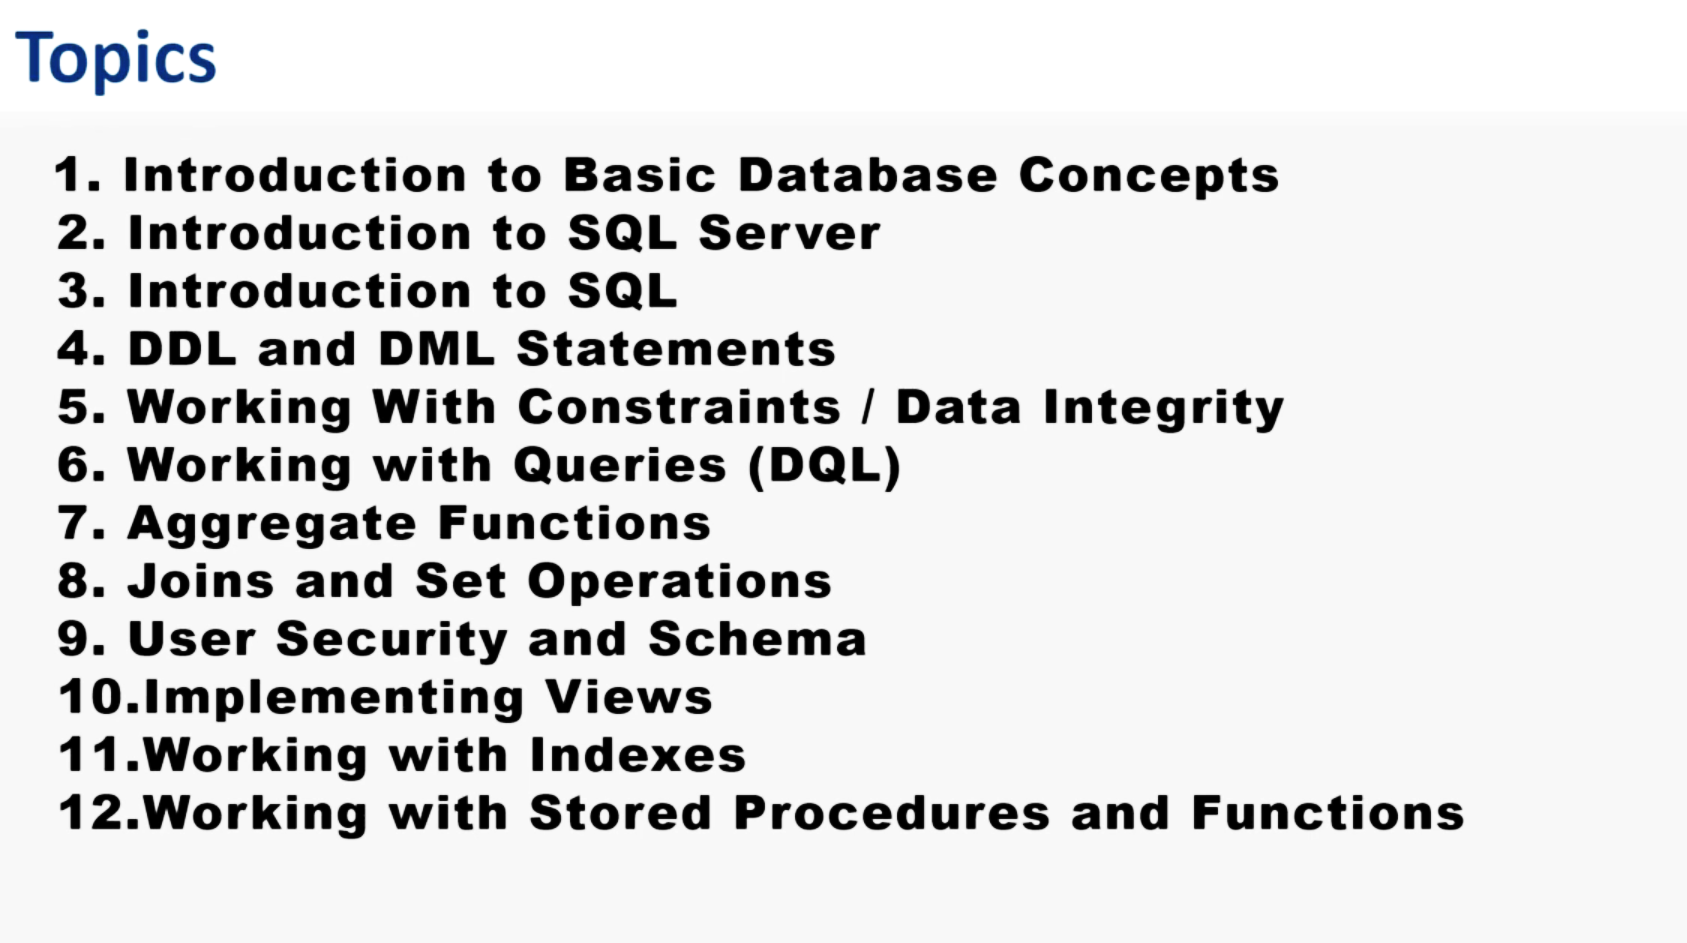 Topics
1. Introduction to Basic Database Concepts
2. Introduction to SQL Server
3. Introduction to SQL
4. DDL and DML Statements
5. Working With Constraints / Data Integrity
6. Working with Queries (DQL)
7. Aggregate Functions
8. Joins and Set Operations
9. User Security and Schema
10.Implementing Views
11.Working with Indexes
12.Working with Stored Procedures and Functions